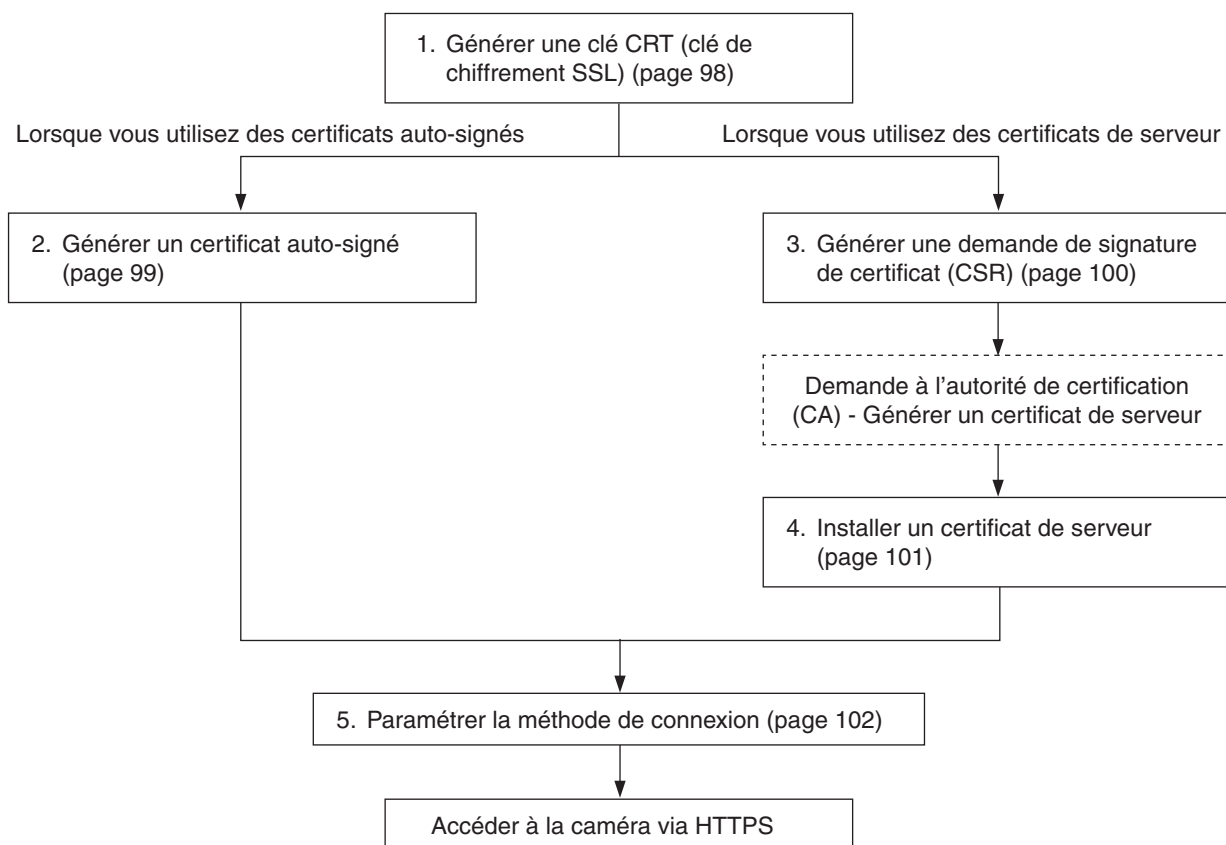 1. Générer une clé CRT (clé de
chiffrement SSL) (page 98)
Lorsque vous utilisez des certificats auto-signés
Lorsque vous utilisez des certificats de serveur
2. Générer un certificat auto-signé
(page 99)
3. Générer une demande de signature
de certificat (CSR) (page 100)
Demande à l’autorité de certification
(CA) - Générer un certificat de serveur
4. Installer un certificat de serveur
(page 101)
5. Paramétrer la méthode de connexion (page 102)
Accéder à la caméra via HTTPS